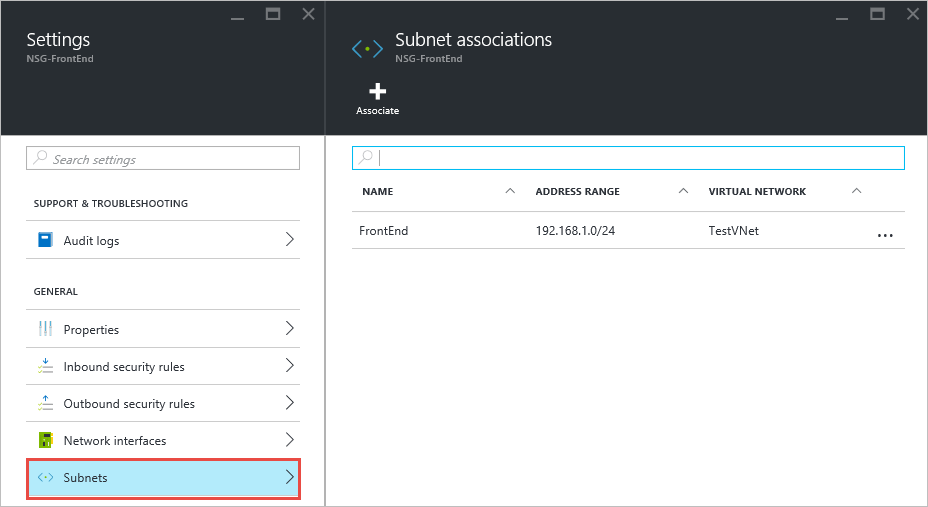 Settings
NSG-FrontEnd
Search settings
SUPPORT & TROUBLESHOOTING
Audit logs
GENERAL
Properties
Inbound security rules
Outbound security rules
Network interfaces
Subnets
Subnet associations
NSG-FrontEnd
Associate
NAME ADDRESS RANGE VIRTUAL NETWORK
FrontEnd 192.168.1.0/24 TestVNet ...